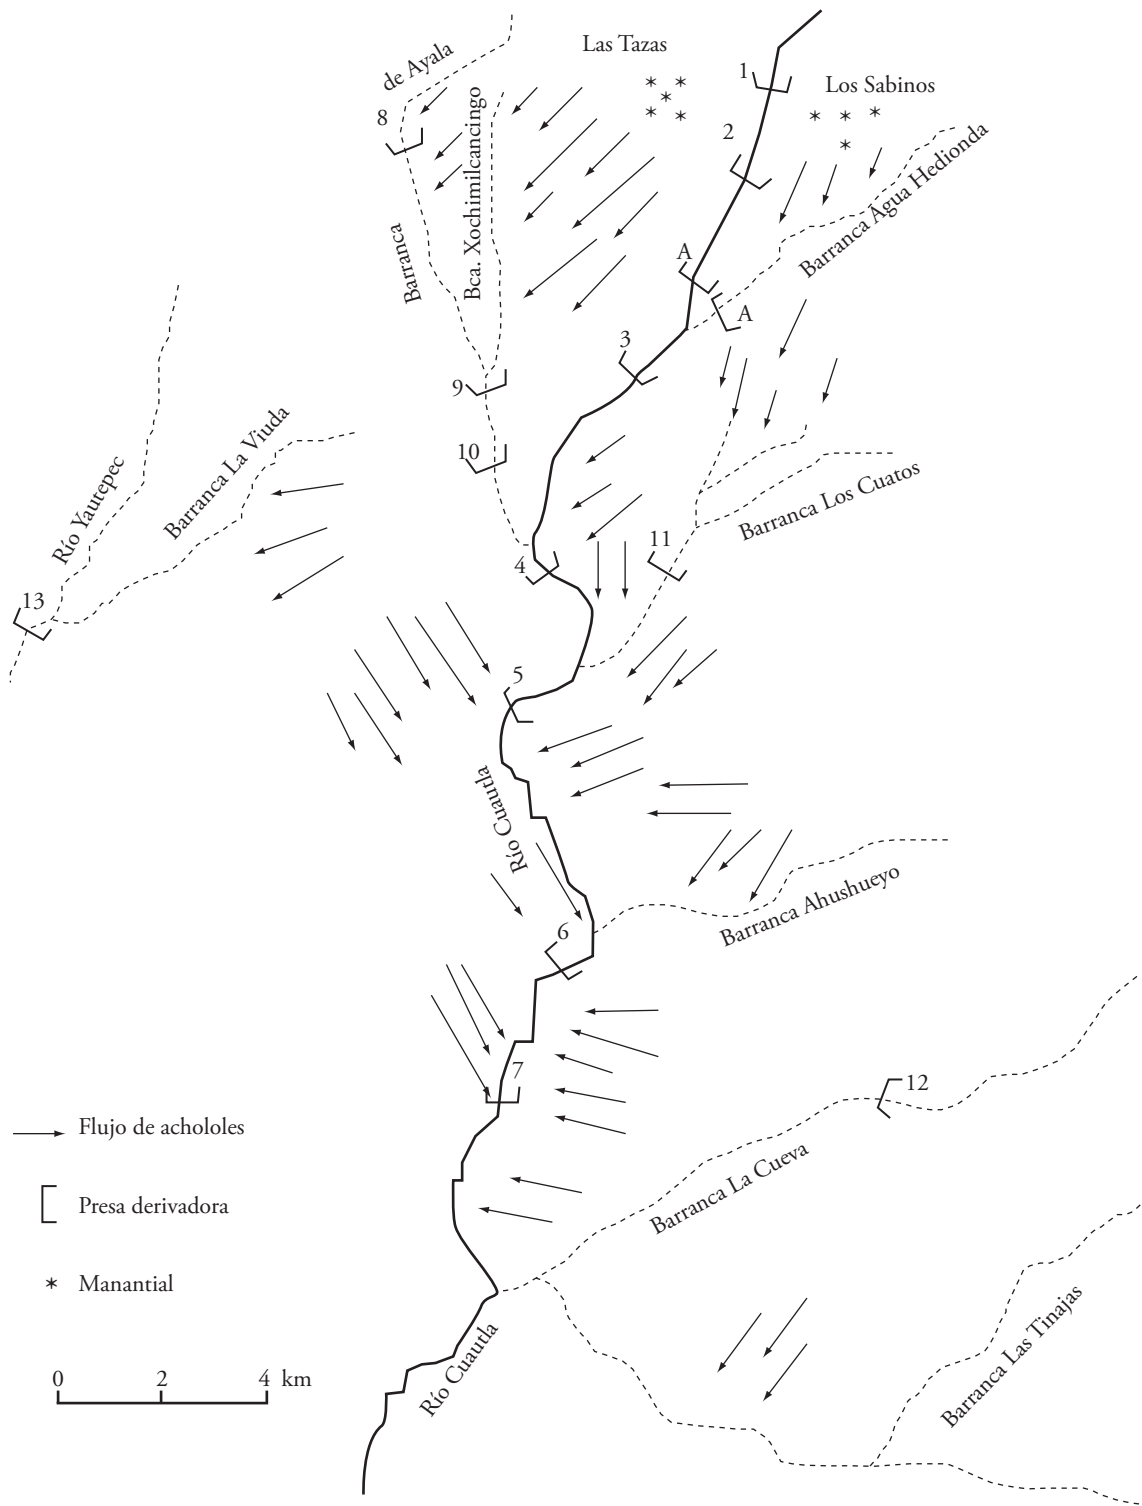 Las Tazas
1
Los Sabinos
de Ayala
8
2
Bca. Xochimilcancingo
Barranca Agua Hedionda
Barranca
A
A
3
9
10
Río Yautepec
Barranca La Viuda
Barranca Los Cuatos
11
4
13
5
Río Cuautla
Barranca Ahushueyo
6
7
12
Flujo de achololes
Barranca La Cueva
Presa derivadora
Manantial
Barranca Las Tinajas
Río Cuautla
0 2 4 km